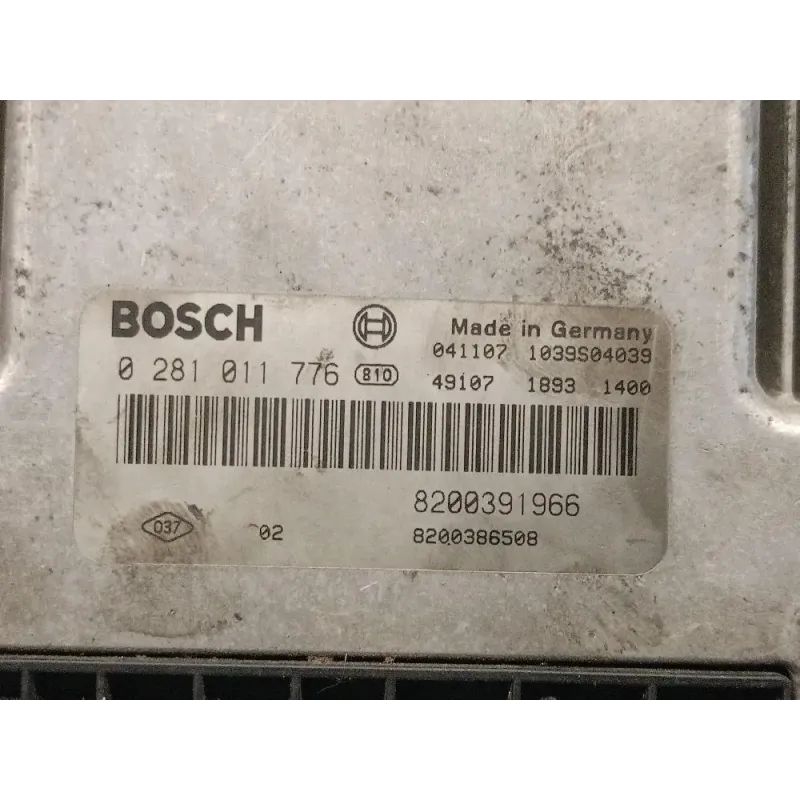 BOSCH
Made in Germany
041107 1039S04039
0 281 011 776 810
49107 1893 1400
8200391966
037 02
8200386508